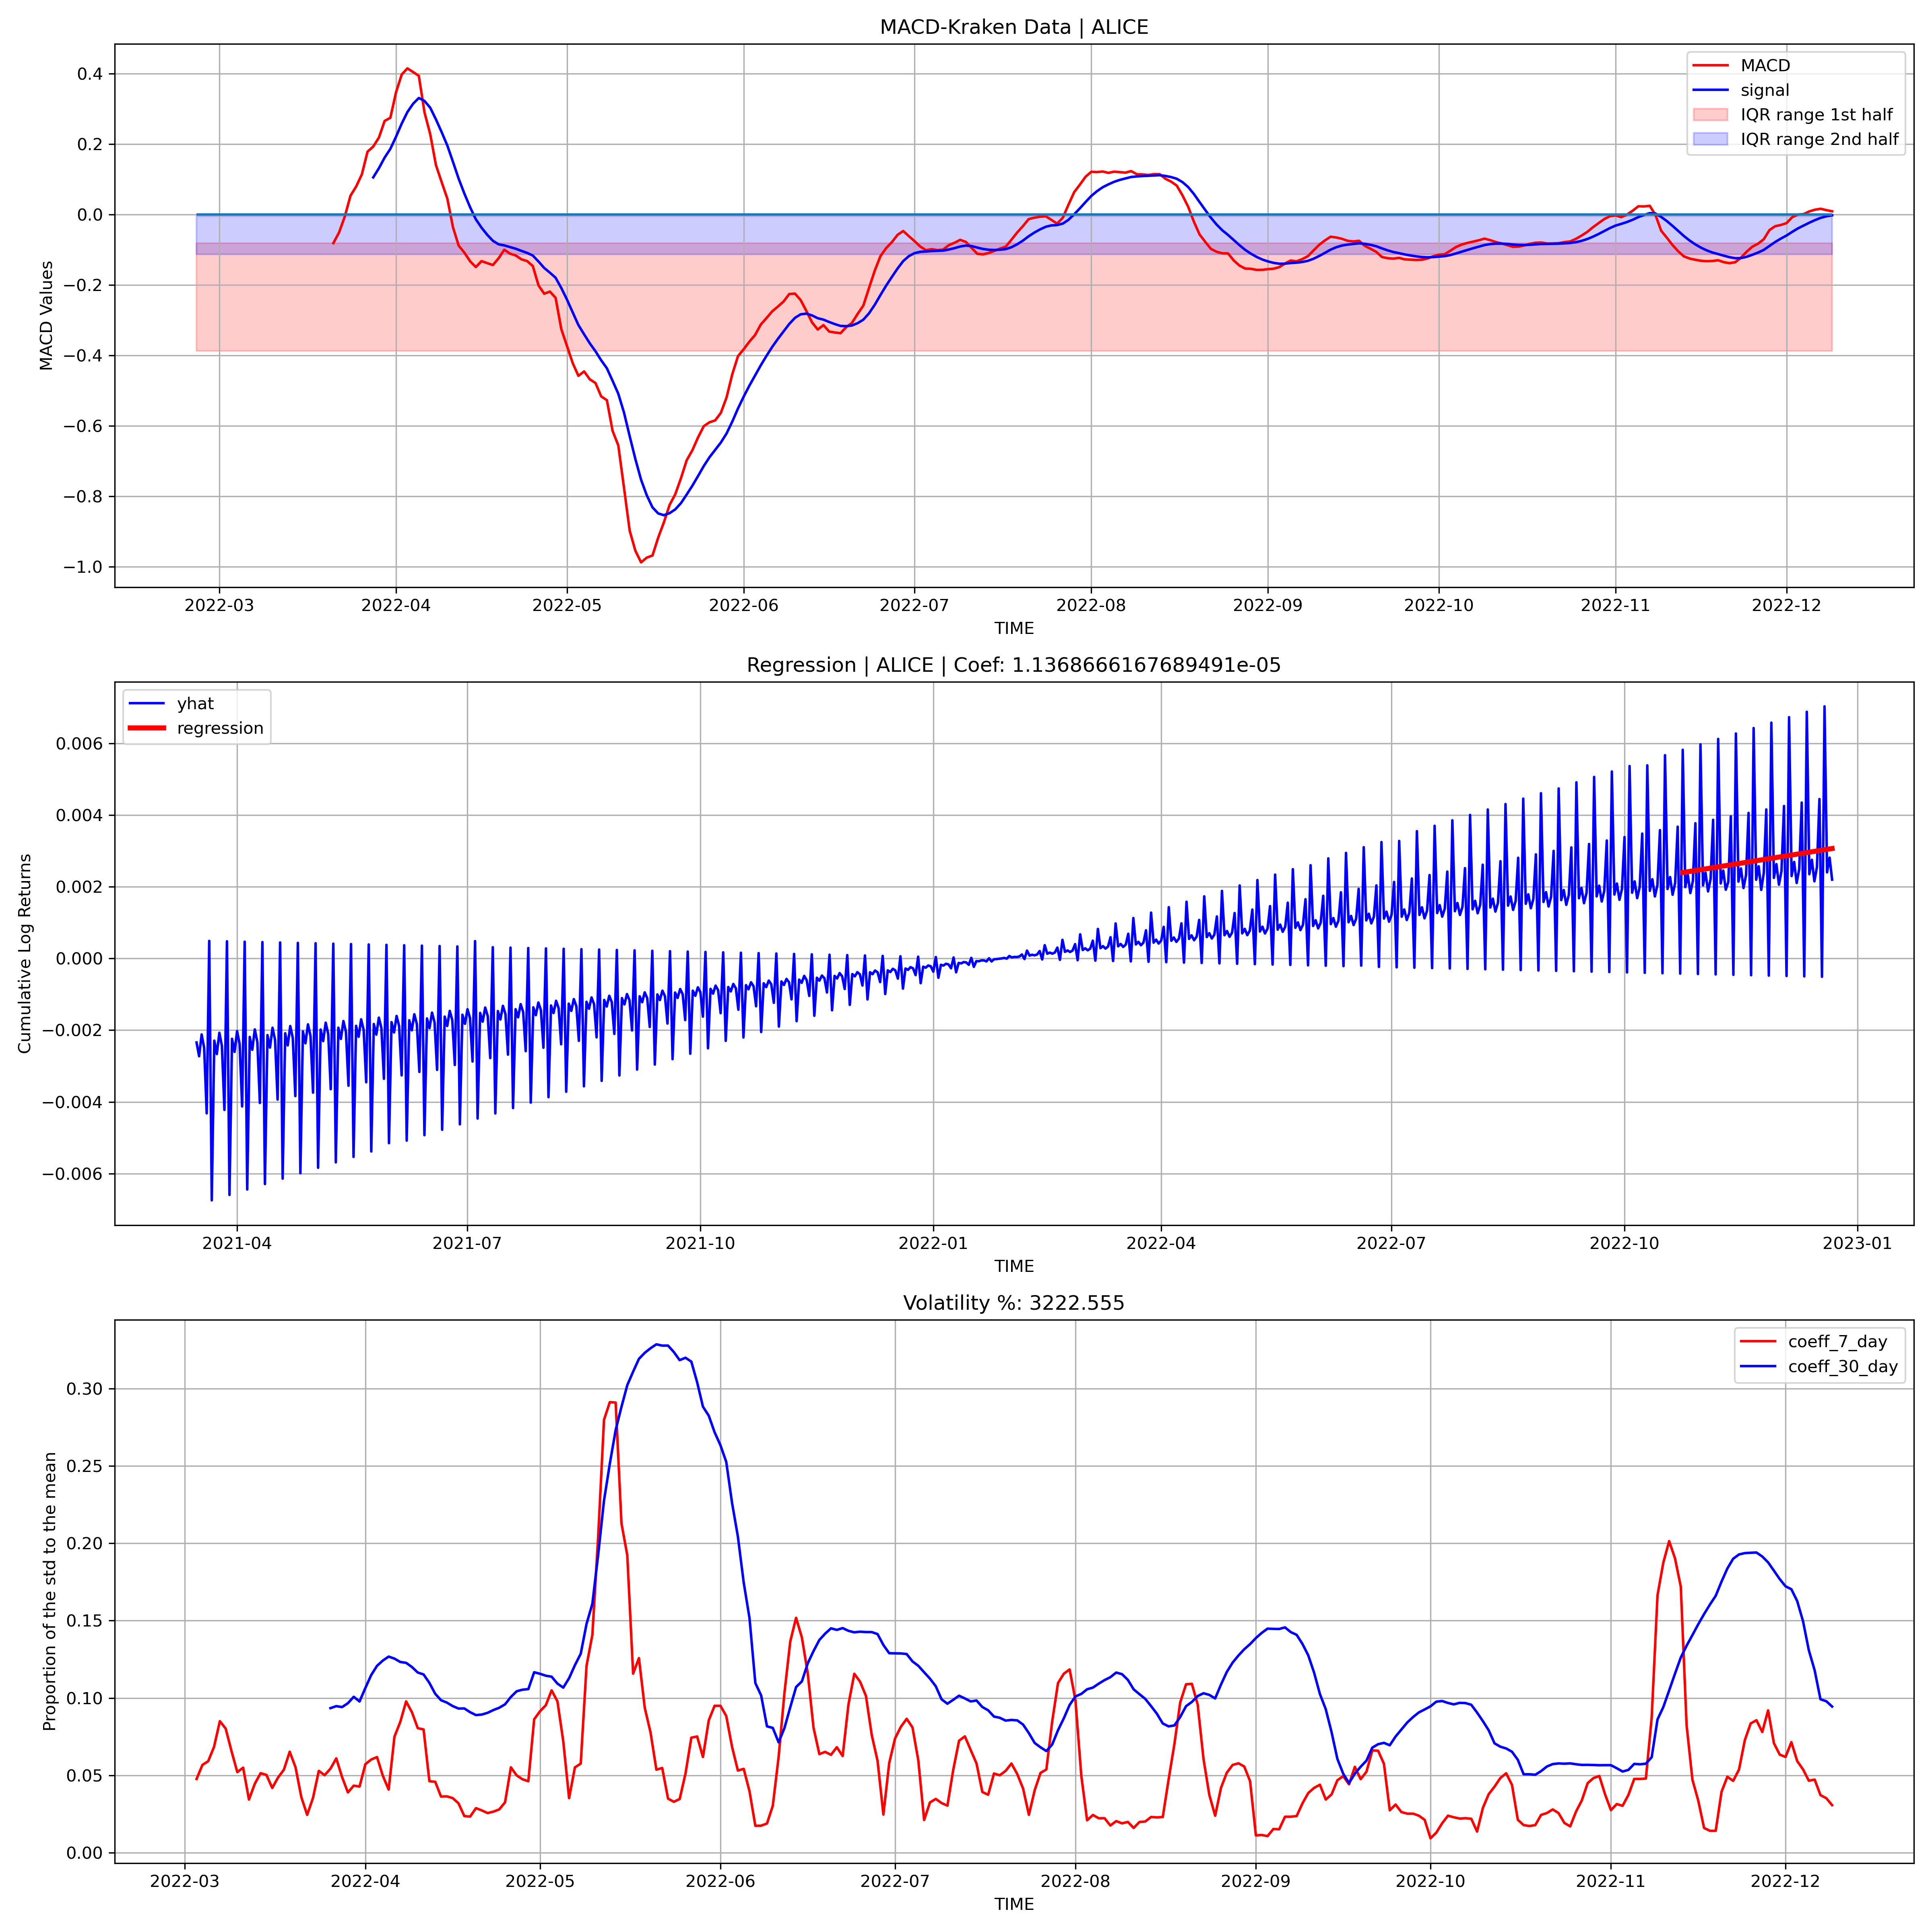 MACD-Kraken Data | ALICE
MACD
signal
IQR range 1st half
IQR range 2nd half
0.4
0.2
0.0
−0.2
−0.4
−0.6
−0.8
−1.0
MACD Values
2022-03 2022-04 2022-05 2022-06 2022-07 2022-08 2022-09 2022-10 2022-11 2022-12
TIME
Regression | ALICE | Coef: 1.1368666167689491e-05
yhat
regression
0.006
0.004
0.002
0.000
−0.002
−0.004
−0.006
Cumulative Log Returns
2021-04 2021-07 2021-10 2022-01 2022-04 2022-07 2022-10 2023-01
TIME
Volatility %: 3222.555
coeff_7_day
coeff_30_day
0.30
0.25
0.20
0.15
0.10
0.05
0.00
Proportion of the std to the mean
2022-03 2022-04 2022-05 2022-06 2022-07 2022-08 2022-09 2022-10 2022-11 2022-12
TIME